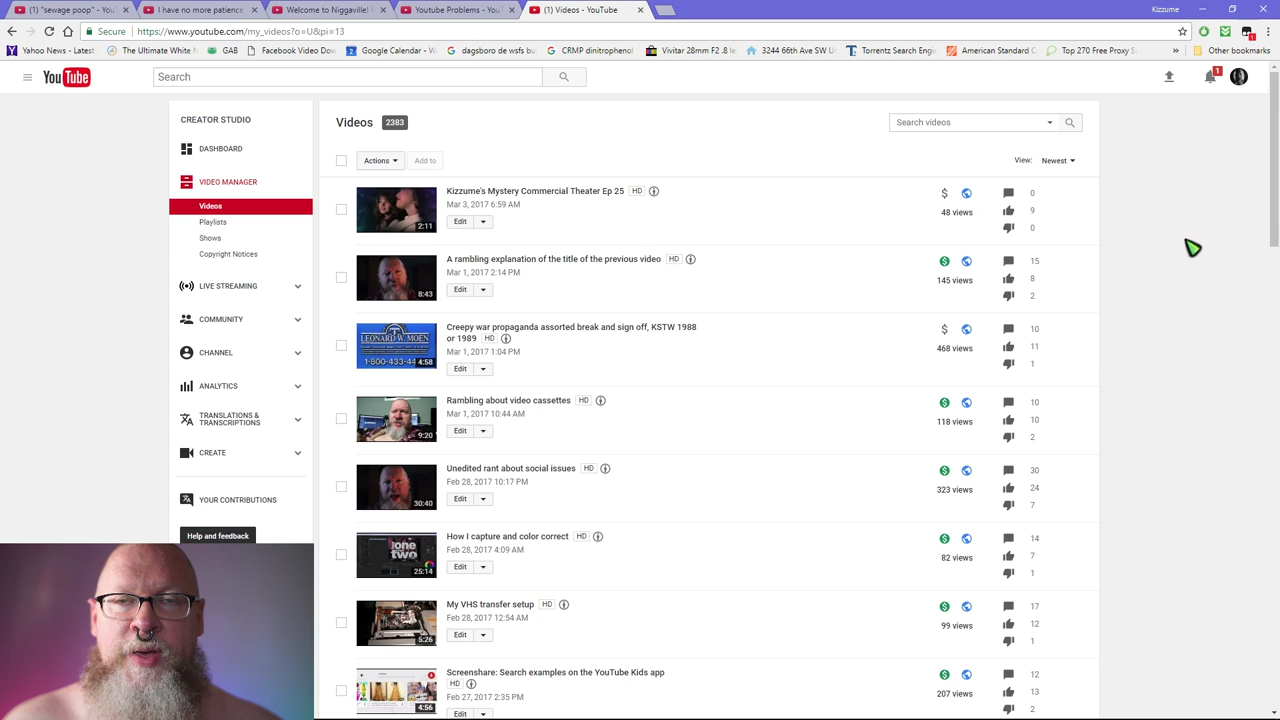 (1) "sewage poop" - You
I have no more patience
Welcome to Niggaville!
Youtube Problems - YouT
(1) Videos - YouTube
Kizzume
Secure https://www.youtube.com/my_videos?o=U&pi=13
Yahoo News - Latest
The Ultimate White N
Facebook Video Dow
Google Calendar - We
dagsboro de wsfs bu
CRMP dinitrosol - Go
Vivitar 28mm F2 .8 len
3244 66th Ave SW U
Torrentz Search Engin
American Standard C
Top 270 Free Proxy S
Other bookmarks
YouTube
Search
1
CREATOR STUDIO
DASHBOARD
VIDEO MANAGER
Videos
Playlists
Shows
Copyright Notices
LIVE STREAMING
COMMUNITY
CHANNEL
ANALYTICS
TRANSLATIONS &
TRANSCRIPTIONS
CREATE
YOUR CONTRIBUTIONS
Help and feedback
Videos 2383
Search videos
Actions Add to
View: Newest
Kizzume's Mystery Commercial Theater Ep 25 HD
Mar 3, 2017 6:59 AM
Edit
2:11
48 views
0
9
0
A rambling explanation of the title of the previous video HD
Mar 1, 2017 2:14 PM
Edit
8:43
145 views
15
8
2
Creepy war propaganda assorted break and sign off, KSTW 1988
or 1989 HD
Mar 1, 2017 1:04 PM
Edit
LEONARD W. MOEN
1-800-433-44
4:58
468 views
10
11
1
Rambling about video cassettes HD
Mar 1, 2017 10:44 AM
Edit
9:20
118 views
10
10
2
Unedited rant about social issues HD
Feb 28, 2017 10:17 PM
Edit
30:40
323 views
30
24
7
How I capture and color correct HD
Feb 28, 2017 4:09 AM
Edit
one
two
25:14
82 views
14
7
1
My VHS transfer setup HD
Feb 28, 2017 12:54 AM
Edit
5:26
99 views
17
12
1
Screenshare: Search examples on the YouTube Kids app
HD
Feb 27, 2017 2:35 PM
Edit
4:56
207 views
12
13
2